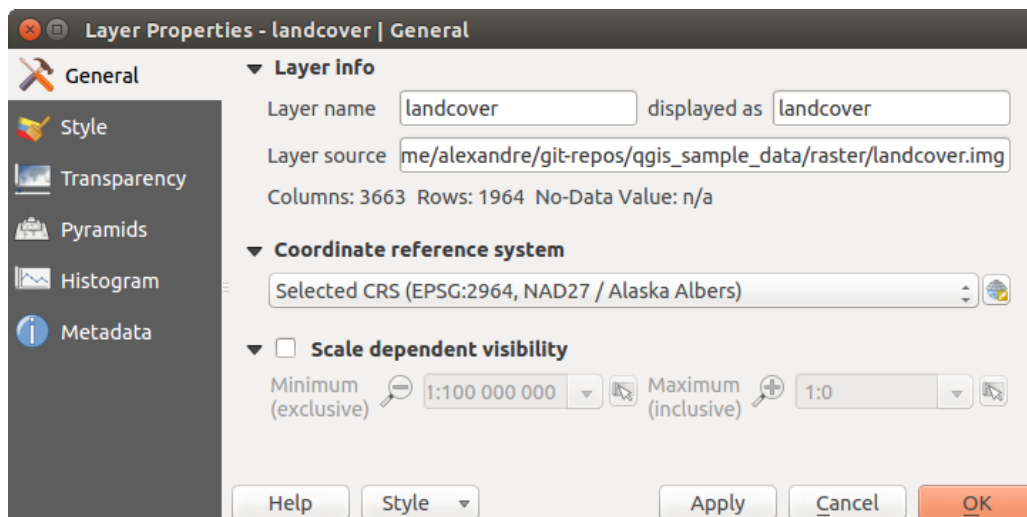 Layer Properties - landcover | General
General
Style
Transparency
Pyramids
Histogram
Metadata
Layer info
Layer name landcover displayed as landcover
Layer source me/alexandre/git-repos/qgis_sample_data/raster/landcover.img
Columns: 3663 Rows: 1964 No-Data Value: n/a
Coordinate reference system
Selected CRS (EPSG:2964, NAD27 / Alaska Albers)
Scale dependent visibility
Minimum (exclusive) 1:100 000 000 Maximum (inclusive) 1:0
Help Style Apply Cancel OK